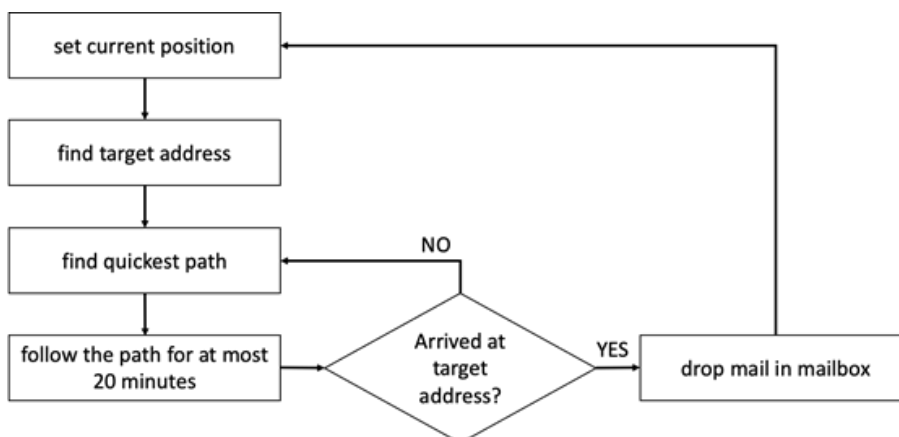 set current position
find target address
NO
find quickest path
follow the path for at most
20 minutes
Arrived at
target
address?
YES
drop mail in mailbox